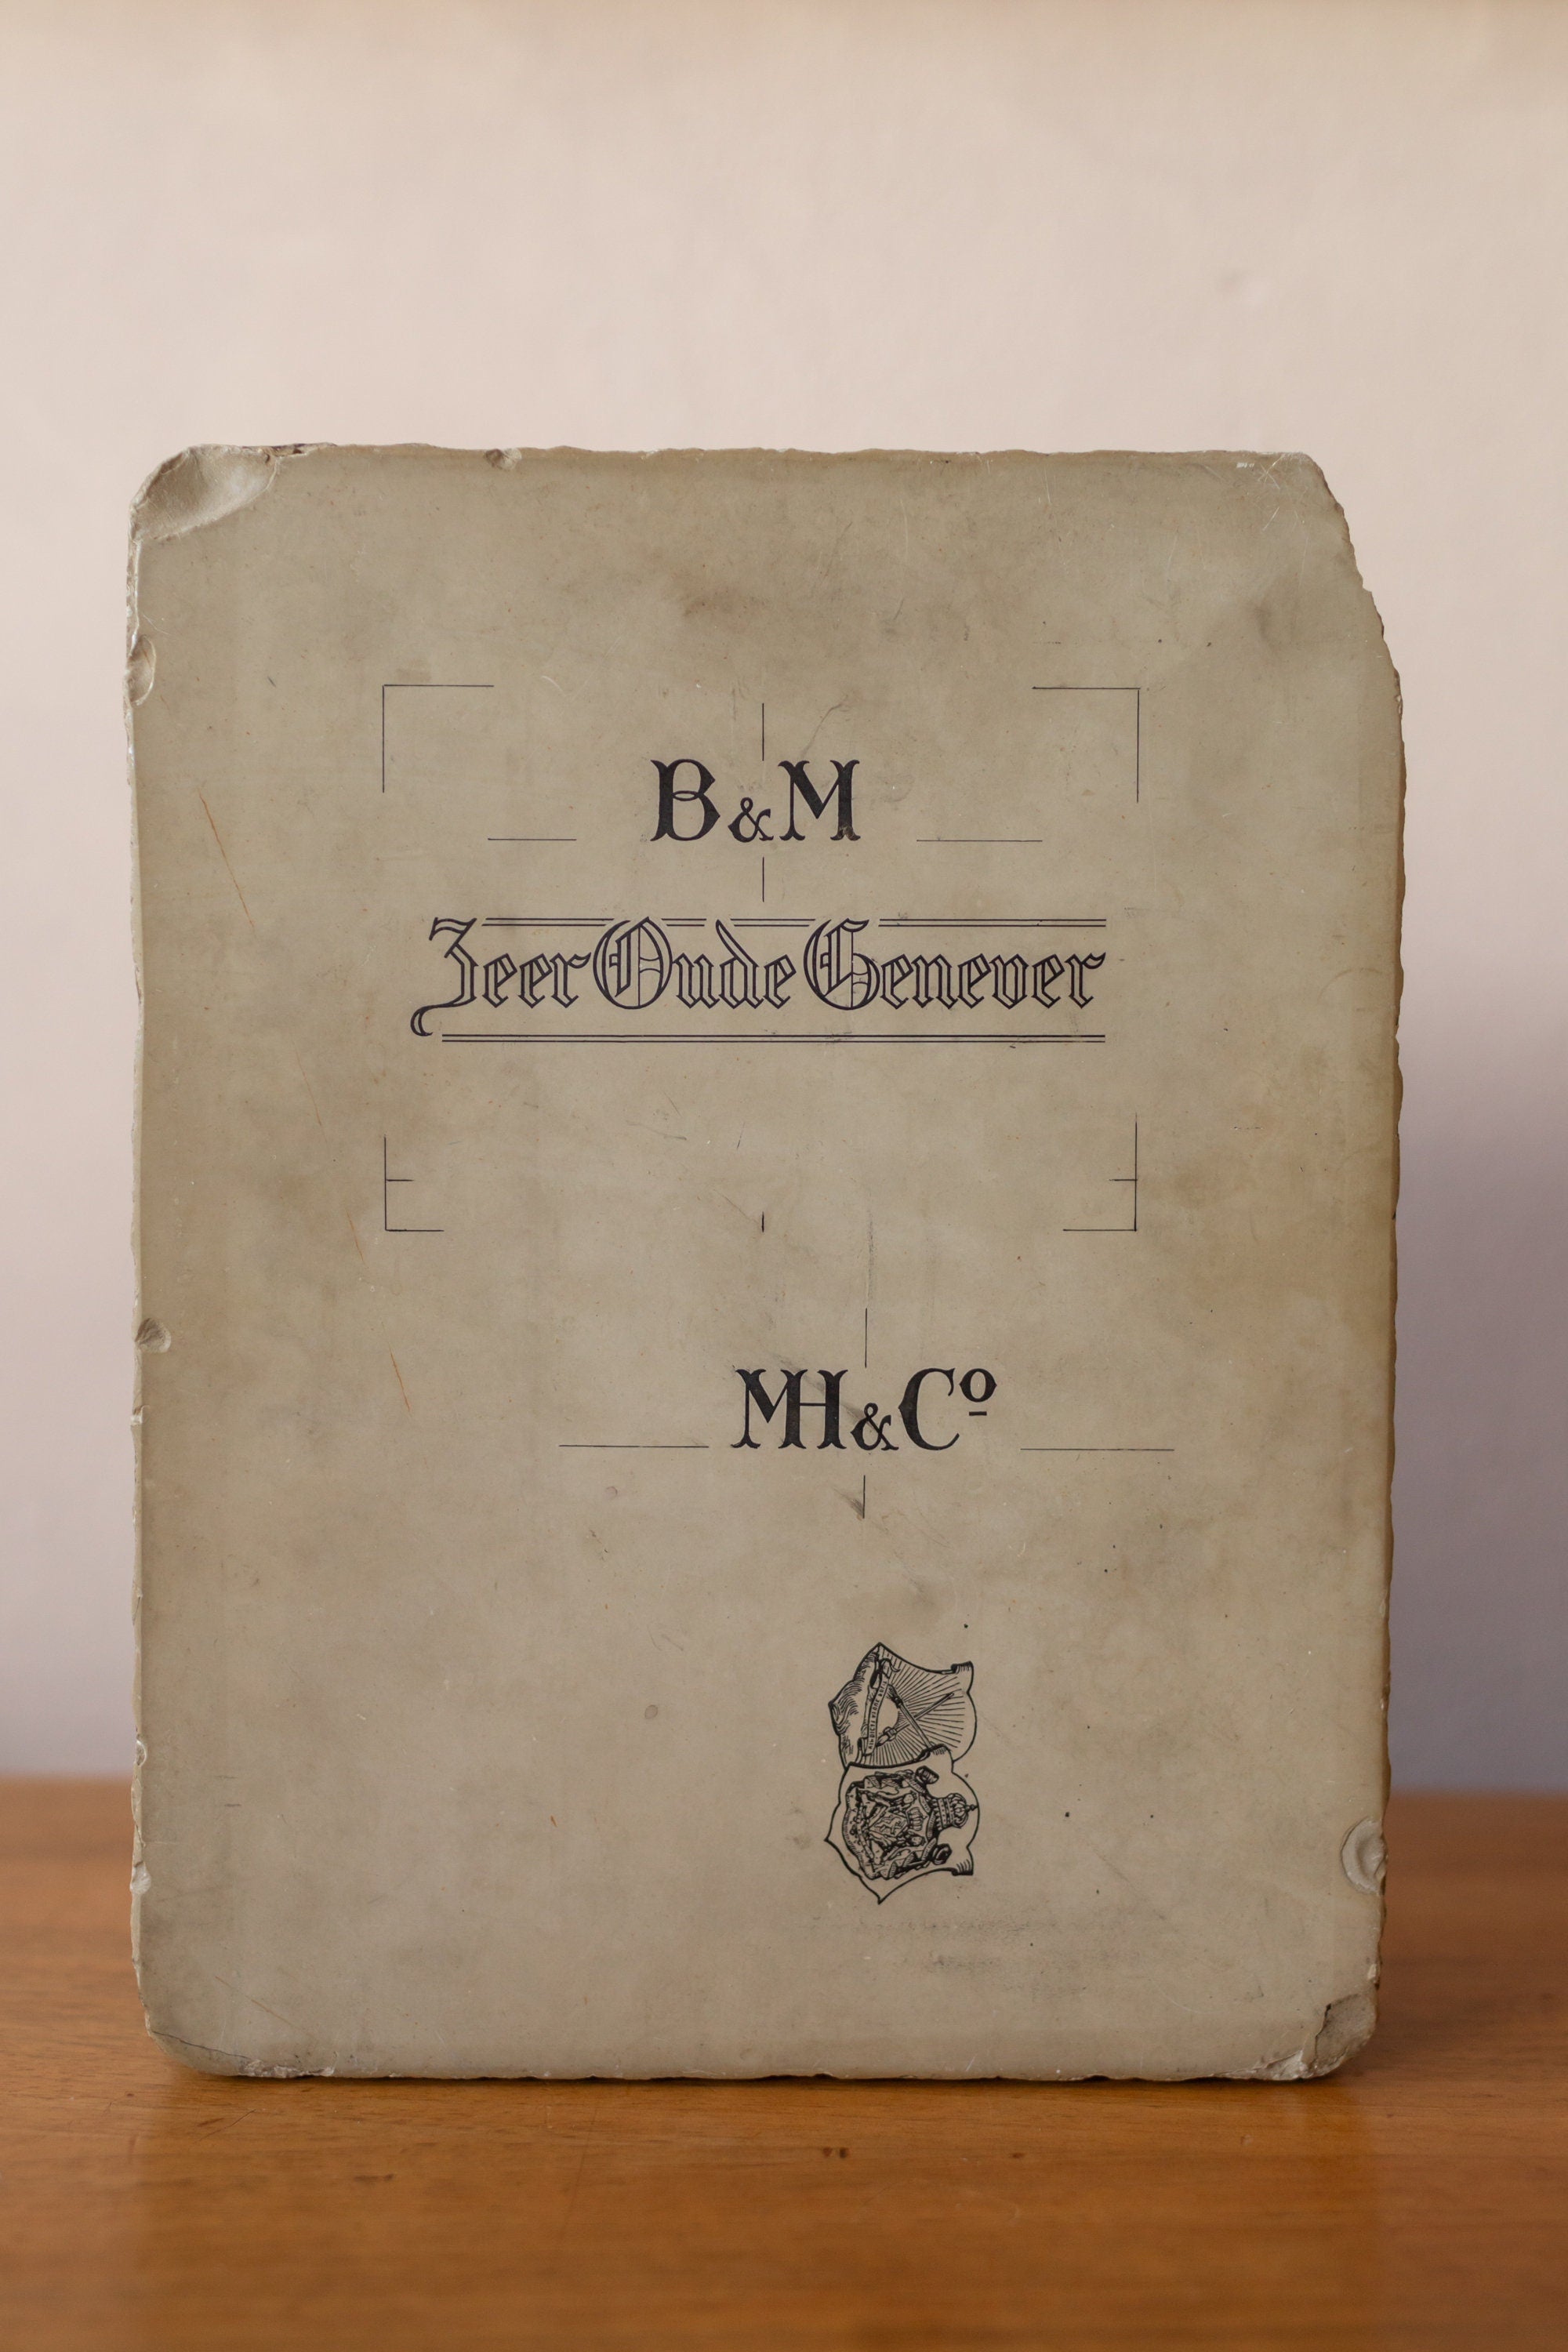 B & M
Zeer Oude Genever
MH & Cº